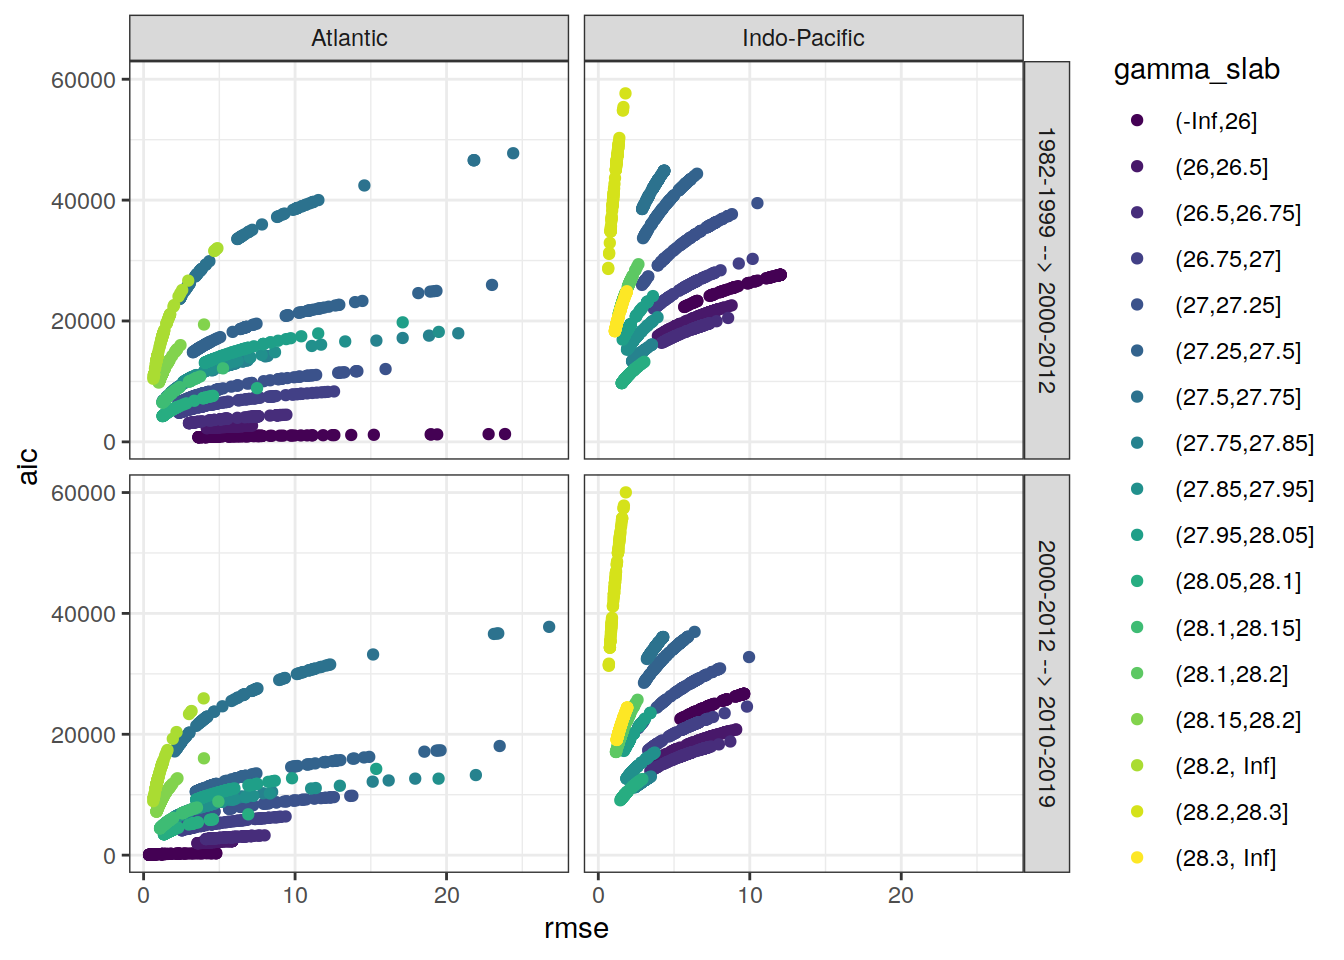 Atlantic
Indo-Pacific
60000
40000
20000
0
1982-1999 --> 2000-2012
60000
40000
20000
0
2000-2012 --> 2010-2019
0
10
20
0
10
20
rmse
aic
gamma_slab
(-Inf,26]
(26,26.5]
(26.5,26.75]
(26.75,27]
(27,27.25]
(27.25,27.5]
(27.5,27.75]
(27.75,27.85]
(27.85,27.95]
(27.95,28.05]
(28.05,28.1]
(28.1,28.15]
(28.1,28.2]
(28.15,28.2]
(28.2, Inf]
(28.2,28.3]
(28.3, Inf]